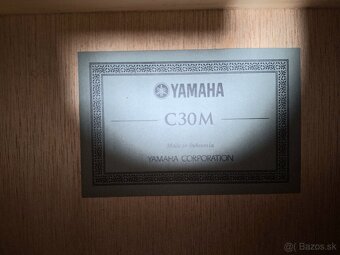 YAMAHA
C30M
Made in Indonesia
YAMAHA CORPORATION
@ Bazos.sk